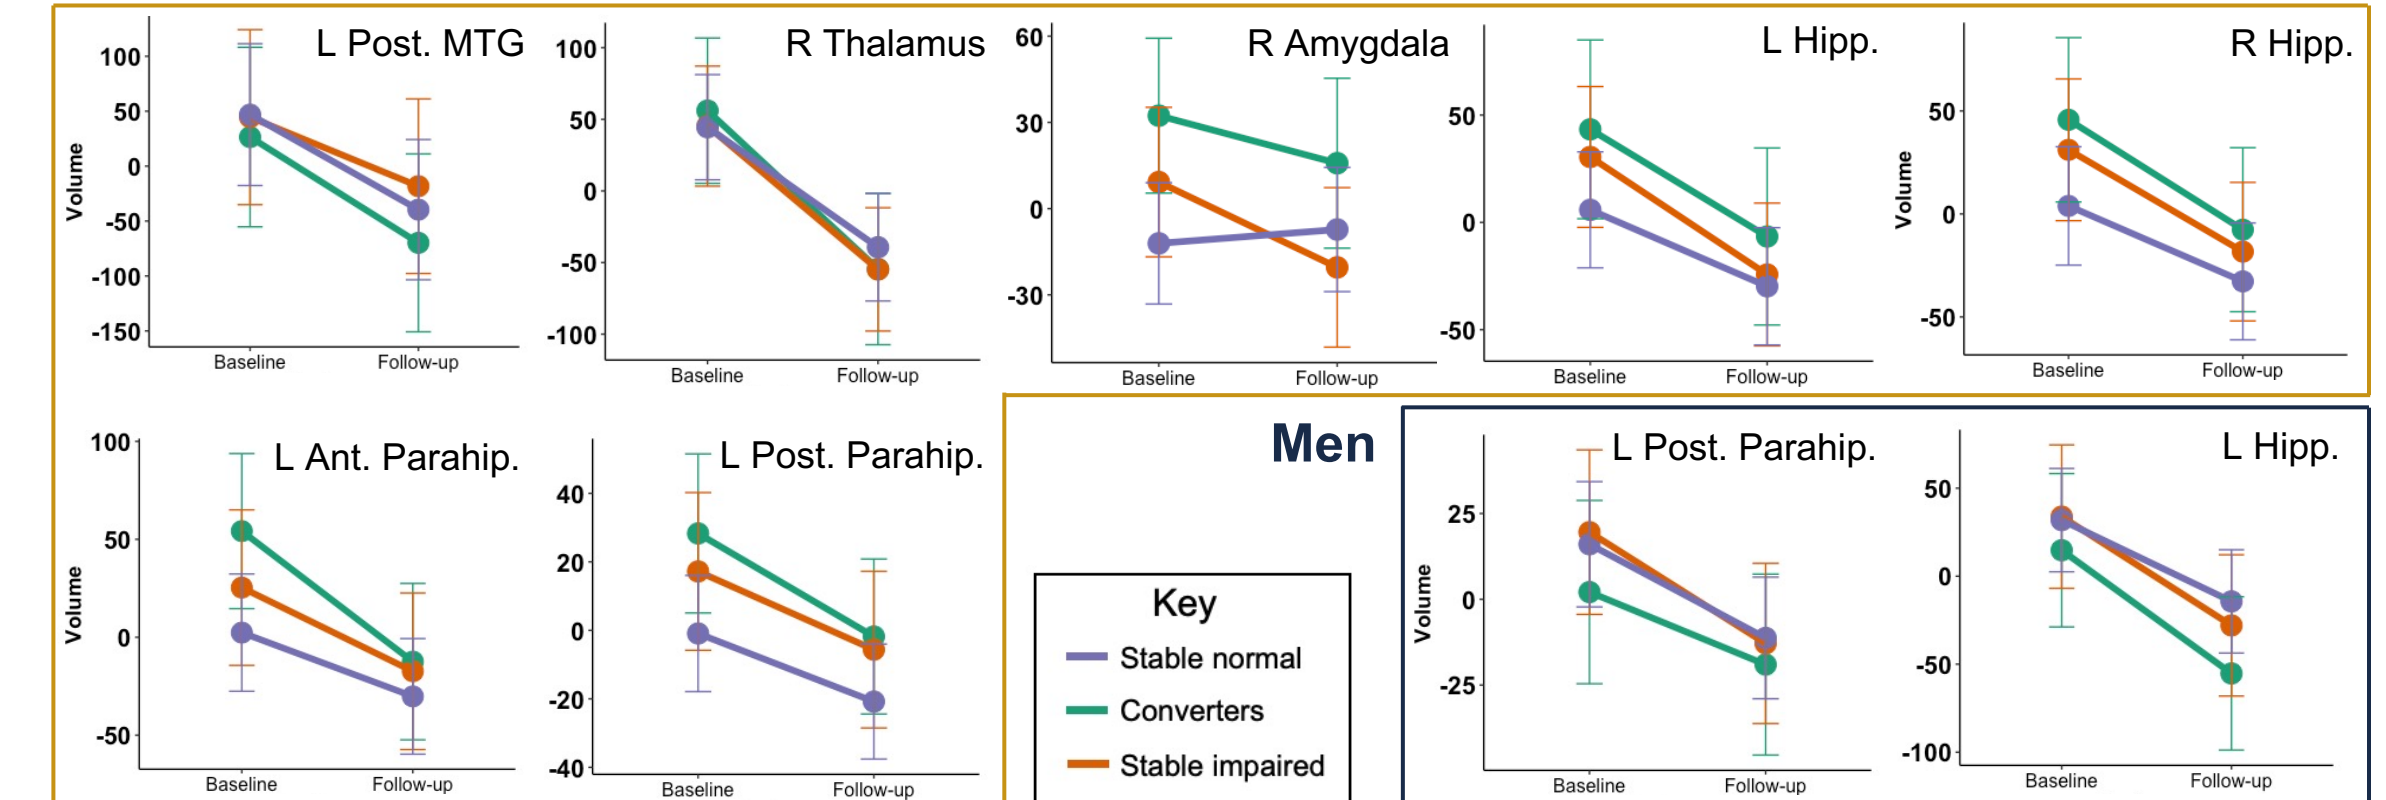 L Post. MTG
100
50
0
-50
-100
-150
Volume
Baseline Follow-up
R Thalamus
100
50
0
-50
-100
Baseline Follow-up
R Amygdala
60
30
0
-30
Baseline Follow-up
L Hipp.
50
0
-50
Baseline Follow-up
R Hipp.
50
0
-50
Volume
Baseline Follow-up
L Ant. Parahip.
100
50
0
-50
Volume
Baseline Follow-up
L Post. Parahip.
40
20
0
-20
-40
Baseline Follow-up
Men
Key
Stable normal
Converters
Stable impaired
L Post. Parahip.
25
0
-25
Volume
Baseline Follow-up
L Hipp.
50
0
-50
-100
Baseline Follow-up